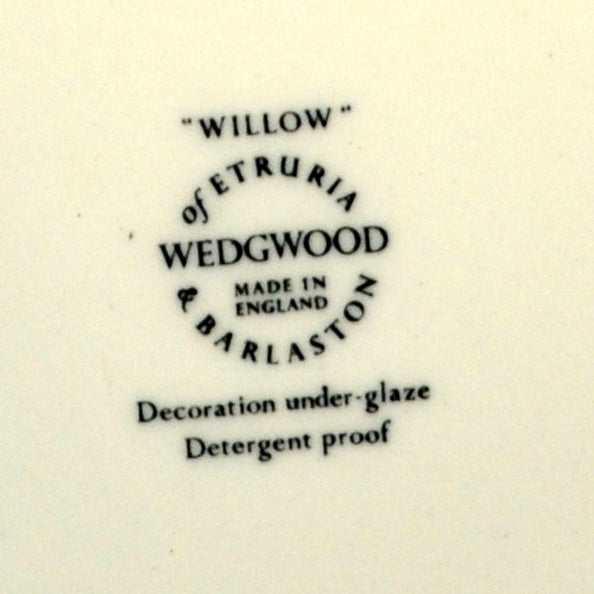 "WILLOW"
of ETRURIA
WEDGWOOD
MADE IN
ENGLAND
& BARLASTON
Decoration under-glaze
Detergent proof